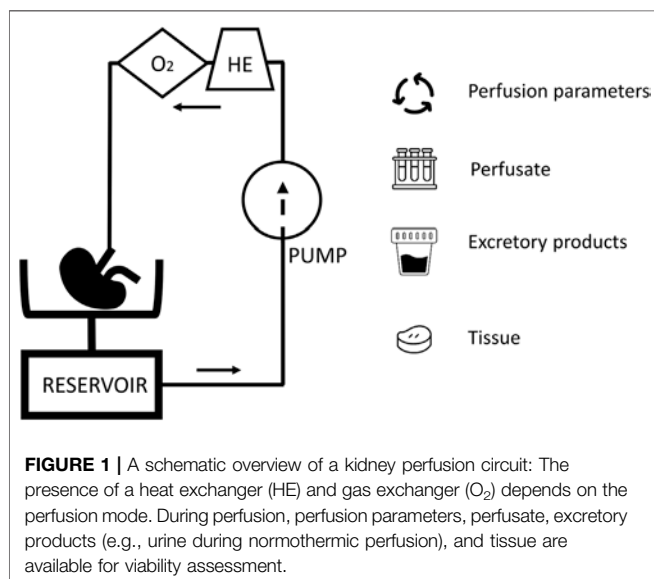 O2
HE
PUMP
RESERVOIR
Perfusion parameters
Perfusate
Excretory products
Tissue
FIGURE 1 | A schematic overview of a kidney perfusion circuit: The
presence of a heat exchanger (HE) and gas exchanger (O2) depends on the
perfusion mode. During perfusion, perfusion parameters, perfusate, excretory
products (e.g., urine during normothermic perfusion), and tissue are
available for viability assessment.